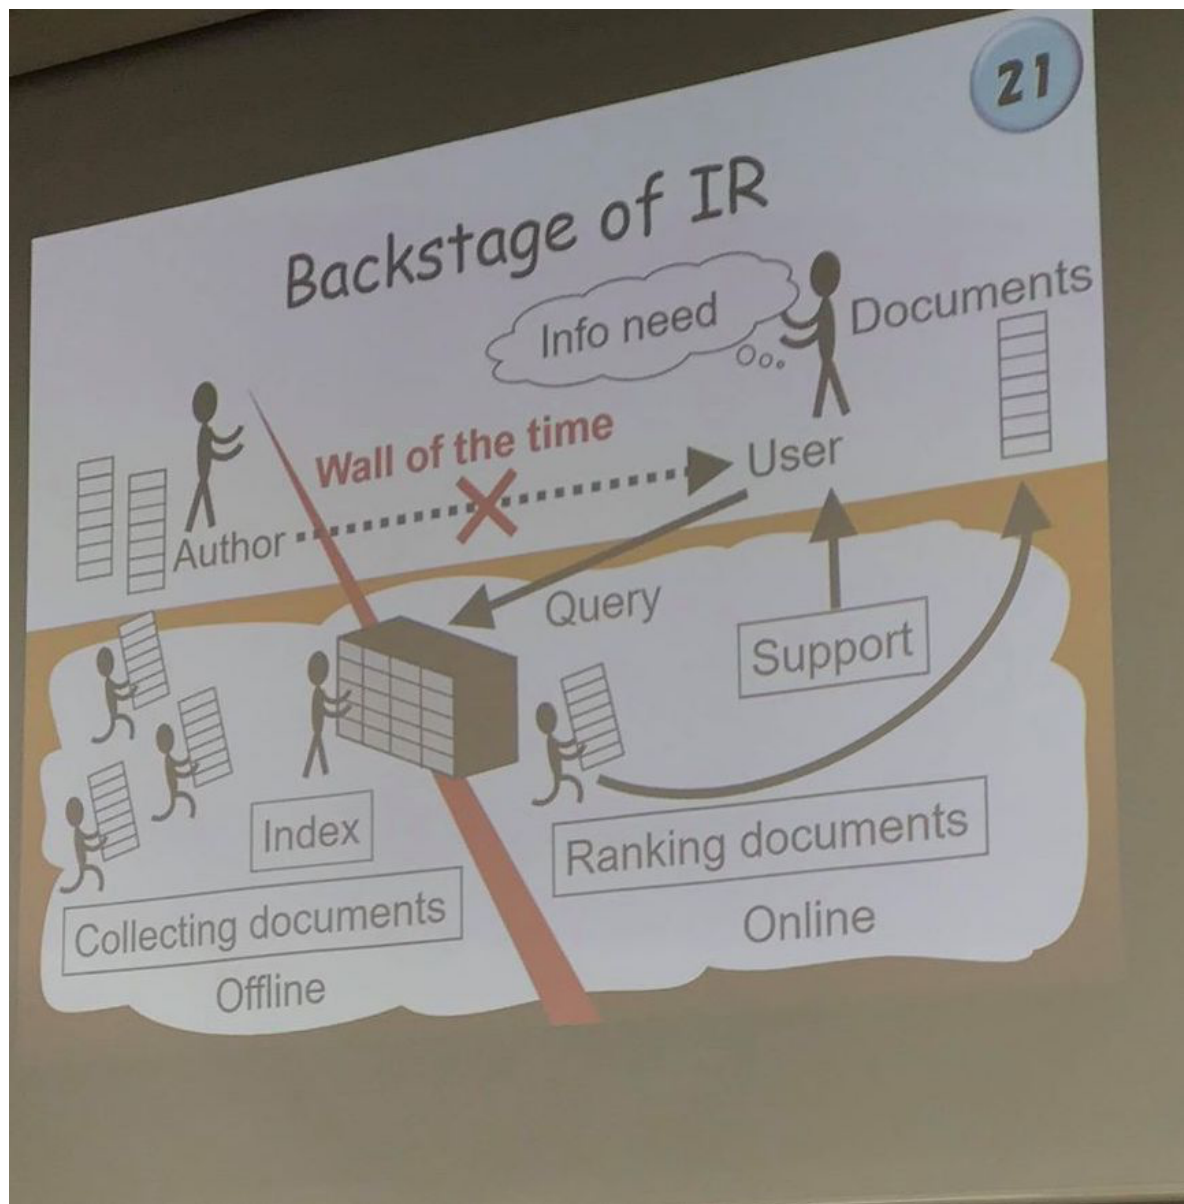 21
Backstage of IR
Info need
Documents
Wall of the time
User
Author
Query
Support
Index
Ranking documents
Collecting documents
Online
Offline